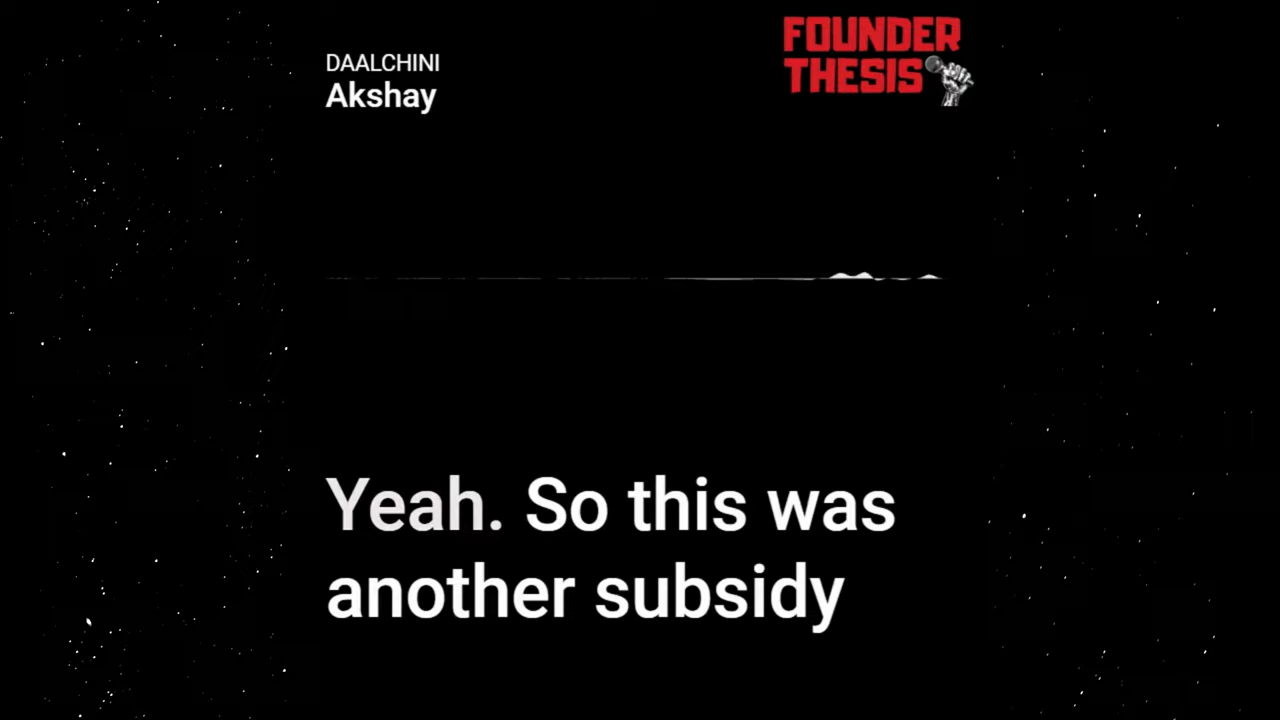 DAALCHINI
Akshay
FOUNDER
THESIS
Yeah. So this was
another subsidy